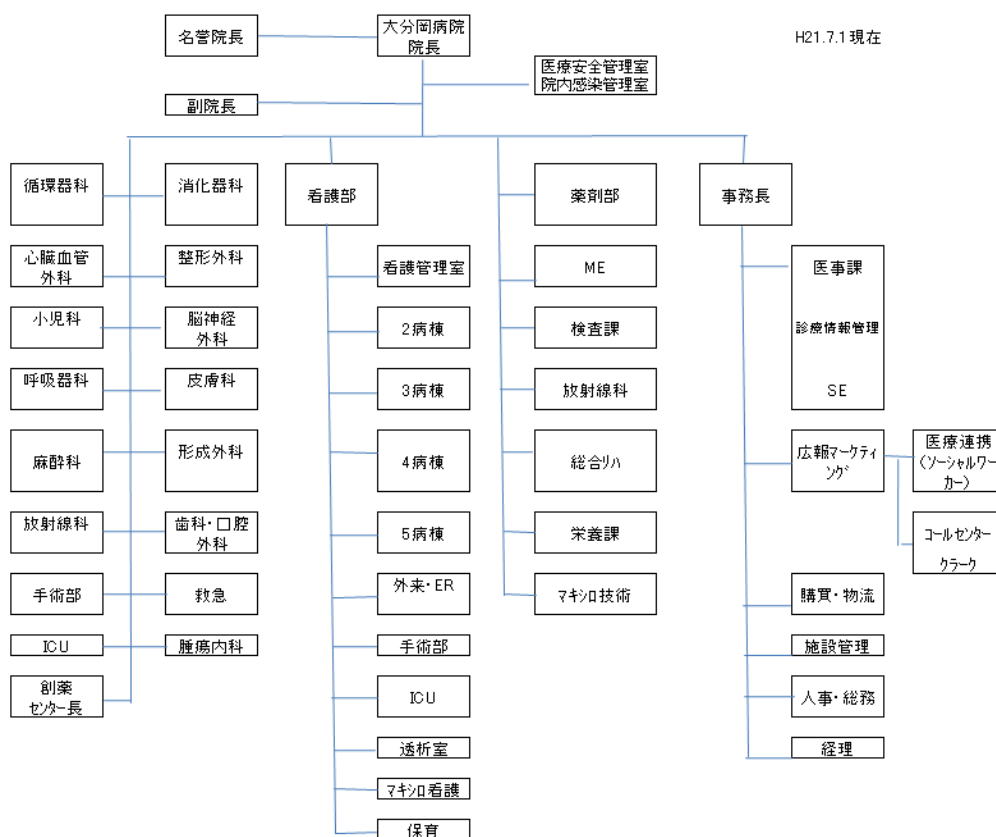 名誉院長
大分岡病院
院長
H21.7.1現在
医療安全管理室
院内感染管理室
副院長
循環器科
消化器科
心臓血管
外科
整形外科
小児科
脳神経
外科
呼吸器科
皮膚科
麻酔科
形成外科
放射線科
歯科・口腔
外科
手術部
救急
ICU
腫瘍内科
創薬
センター長
看護部
看護管理室
2病棟
3病棟
4病棟
5病棟
外来・ER
手術部
ICU
透析室
マキシロ看護
保育
薬剤部
ME
検査課
放射線科
総合リハ
栄養課
マキシロ技術
事務長
医事課
診療情報管理
SE
広報マーケティ
ング
医療連携
(ソーシャルワー
カー)
コールセンター
クラーク
購買・物流
施設管理
人事・総務
経理